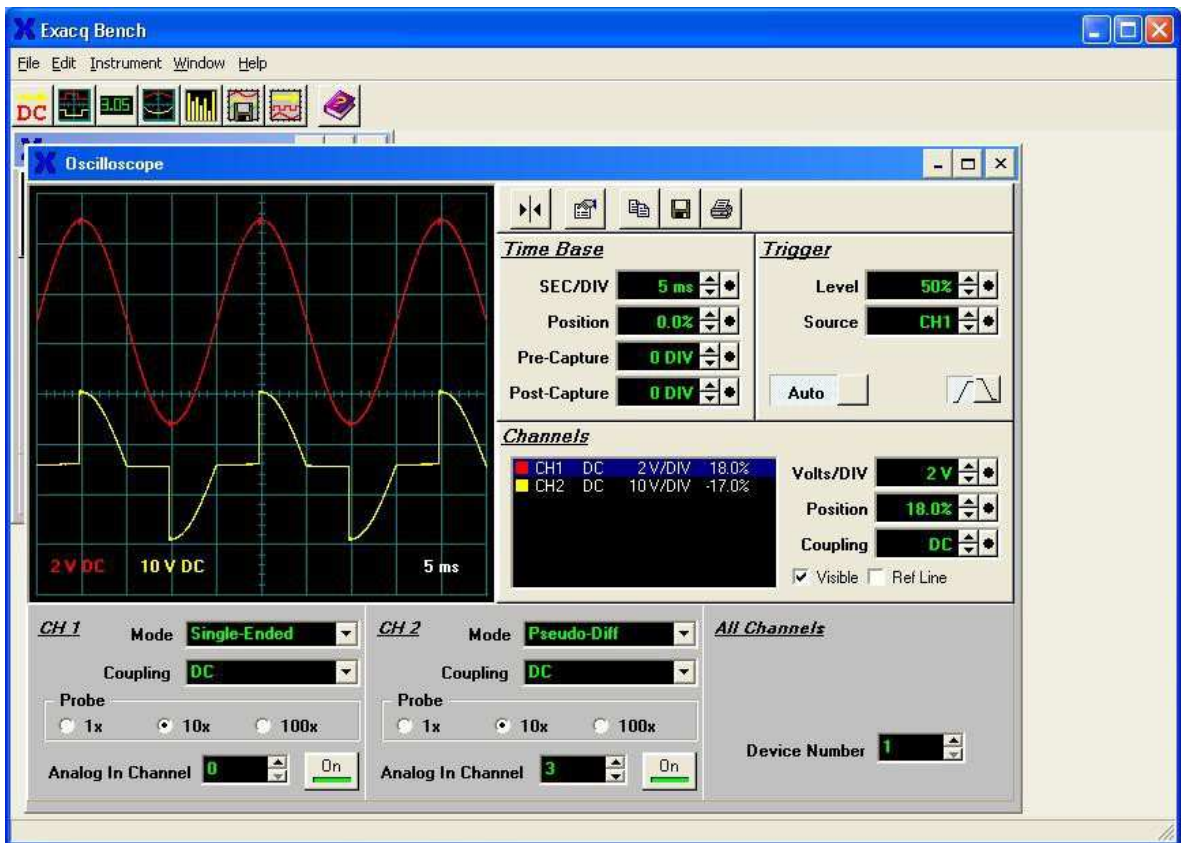 Exacq Bench
File Edit Instrument Window Help
DC 3.05 ?
Oscilloscope
Time Base
SEC/DIV 5 ms
Position 0.0%
Pre-Capture 0 DIV
Post-Capture 0 DIV
Trigger
Level 50%
Source CH1
Auto
Channels
CH1 DC 2 V/DIV 18.0%
CH2 DC 10 V/DIV -17.0%
Volts/DIV 2 V
Position 18.0%
Coupling DC
Visible Ref Line
2 V DC 10 V DC 5 ms
CH 1
Mode Single-Ended
Coupling DC
Probe
1x 10x 100x
Analog In Channel 0 On
CH 2
Mode Pseudo-Diff
Coupling DC
Probe
1x 10x 100x
Analog In Channel 3 On
All Channels
Device Number 1